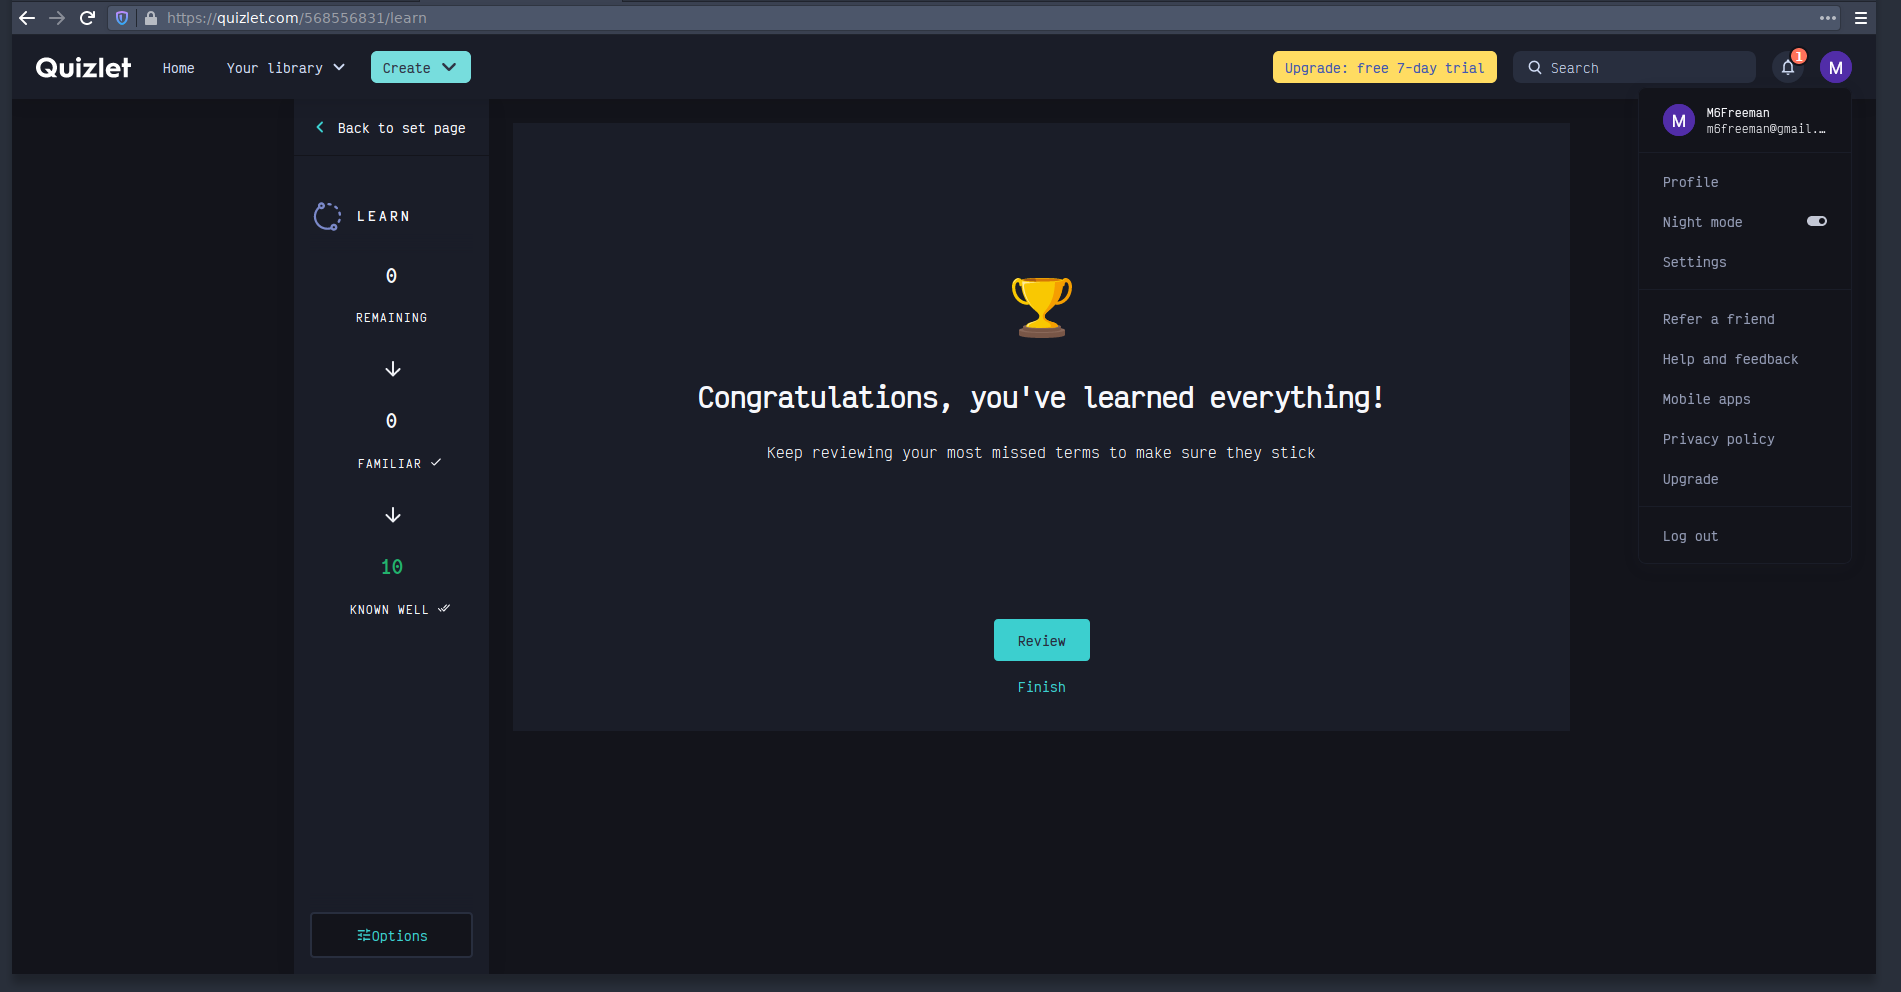 https://quizlet.com/568556831/learn
Quizlet
Home
Your library
Create
Upgrade: free 7-day trial
Search
1
M
Back to set page
LEARN
0
REMAINING
0
FAMILIAR
10
KNOWN WELL
Options
Congratulations, you've learned everything!
Keep reviewing your most missed terms to make sure they stick
Review
Finish
M
M6Freeman
m6freeman@gmail.…
Profile
Night mode
Settings
Refer a friend
Help and feedback
Mobile apps
Privacy policy
Upgrade
Log out